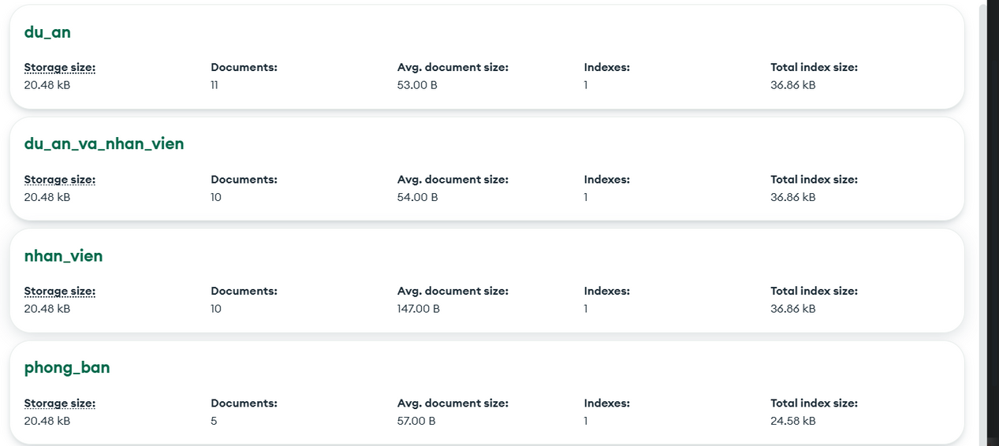 du_an
Storage size: Documents: Avg. document size: Indexes: Total index size:
20.48 kB 11 53.00 B 1 36.86 kB
du_an_va_nhan_vien
Storage size: Documents: Avg. document size: Indexes: Total index size:
20.48 kB 10 54.00 B 1 36.86 kB
nhan_vien
Storage size: Documents: Avg. document size: Indexes: Total index size:
20.48 kB 10 147.00 B 1 36.86 kB
phong_ban
Storage size: Documents: Avg. document size: Indexes: Total index size:
20.48 kB 5 57.00 B 1 24.58 kB